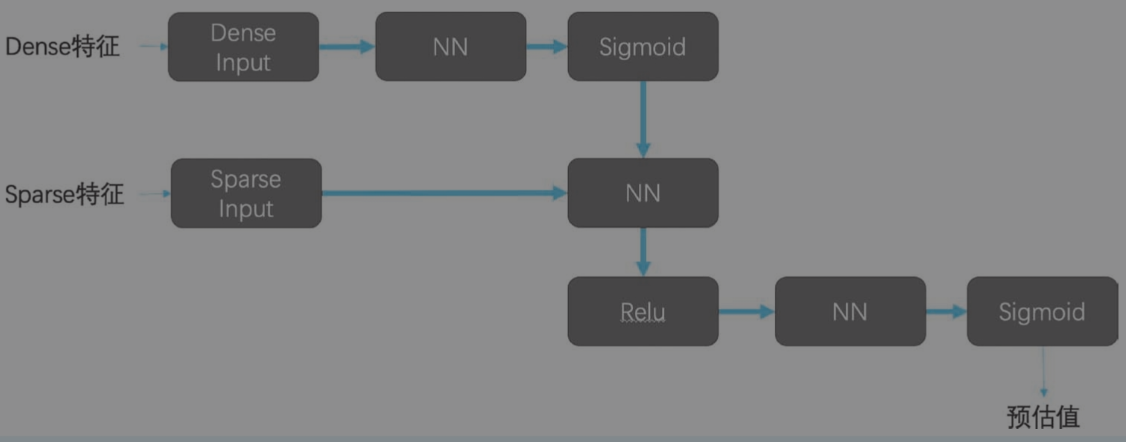 Dense特征
Dense
Input
NN
Sigmoid
Sparse特征
Sparse
Input
NN
Relu
NN
Sigmoid
预估值